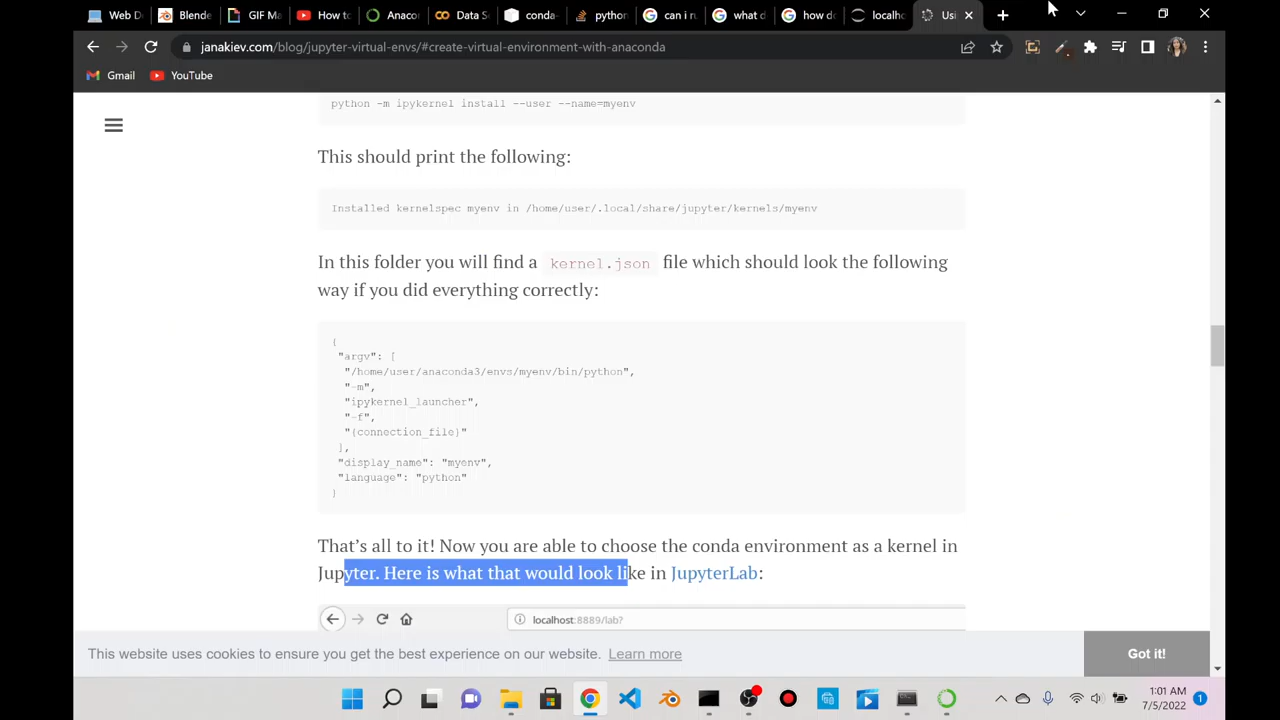 Web D
Blende
GIF M
How to
Anacor
Data S
conda-
python
can i ru
what d
how do
localho
Usi
janakiev.com/blog/jupyter-virtual-envs/#create-virtual-environment-with-anaconda
Gmail
YouTube
python -m ipykernel install --user --name=myenv
This should print the following:
Installed kernelspec myenv in /home/user/.local/share/jupyter/kernels/myenv
In this folder you will find a kernel.json file which should look the following
way if you did everything correctly:
{
"argv": [
"/home/user/anaconda3/envs/myenv/bin/python",
"-m",
"ipykernel_launcher",
"-f",
"{connection_file}"
],
"display_name": "myenv",
"language": "python"
}
That's all to it! Now you are able to choose the conda environment as a kernel in
Jupyter. Here is what that would look like in JupyterLab:
localhost:8889/lab?
This website uses cookies to ensure you get the best experience on our website. Learn more
Got it!
1:01 AM
7/5/2022
1